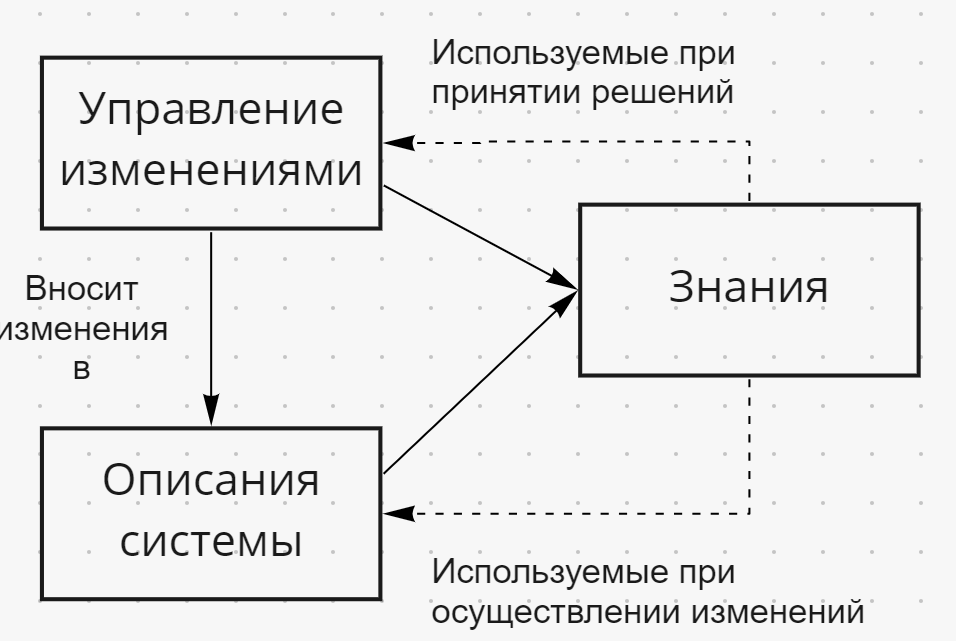 Используемые при
принятии решений
Управление
изменениями
Знания
Вносит
изменения
в
Описания
системы
Используемые при
осуществлении изменений